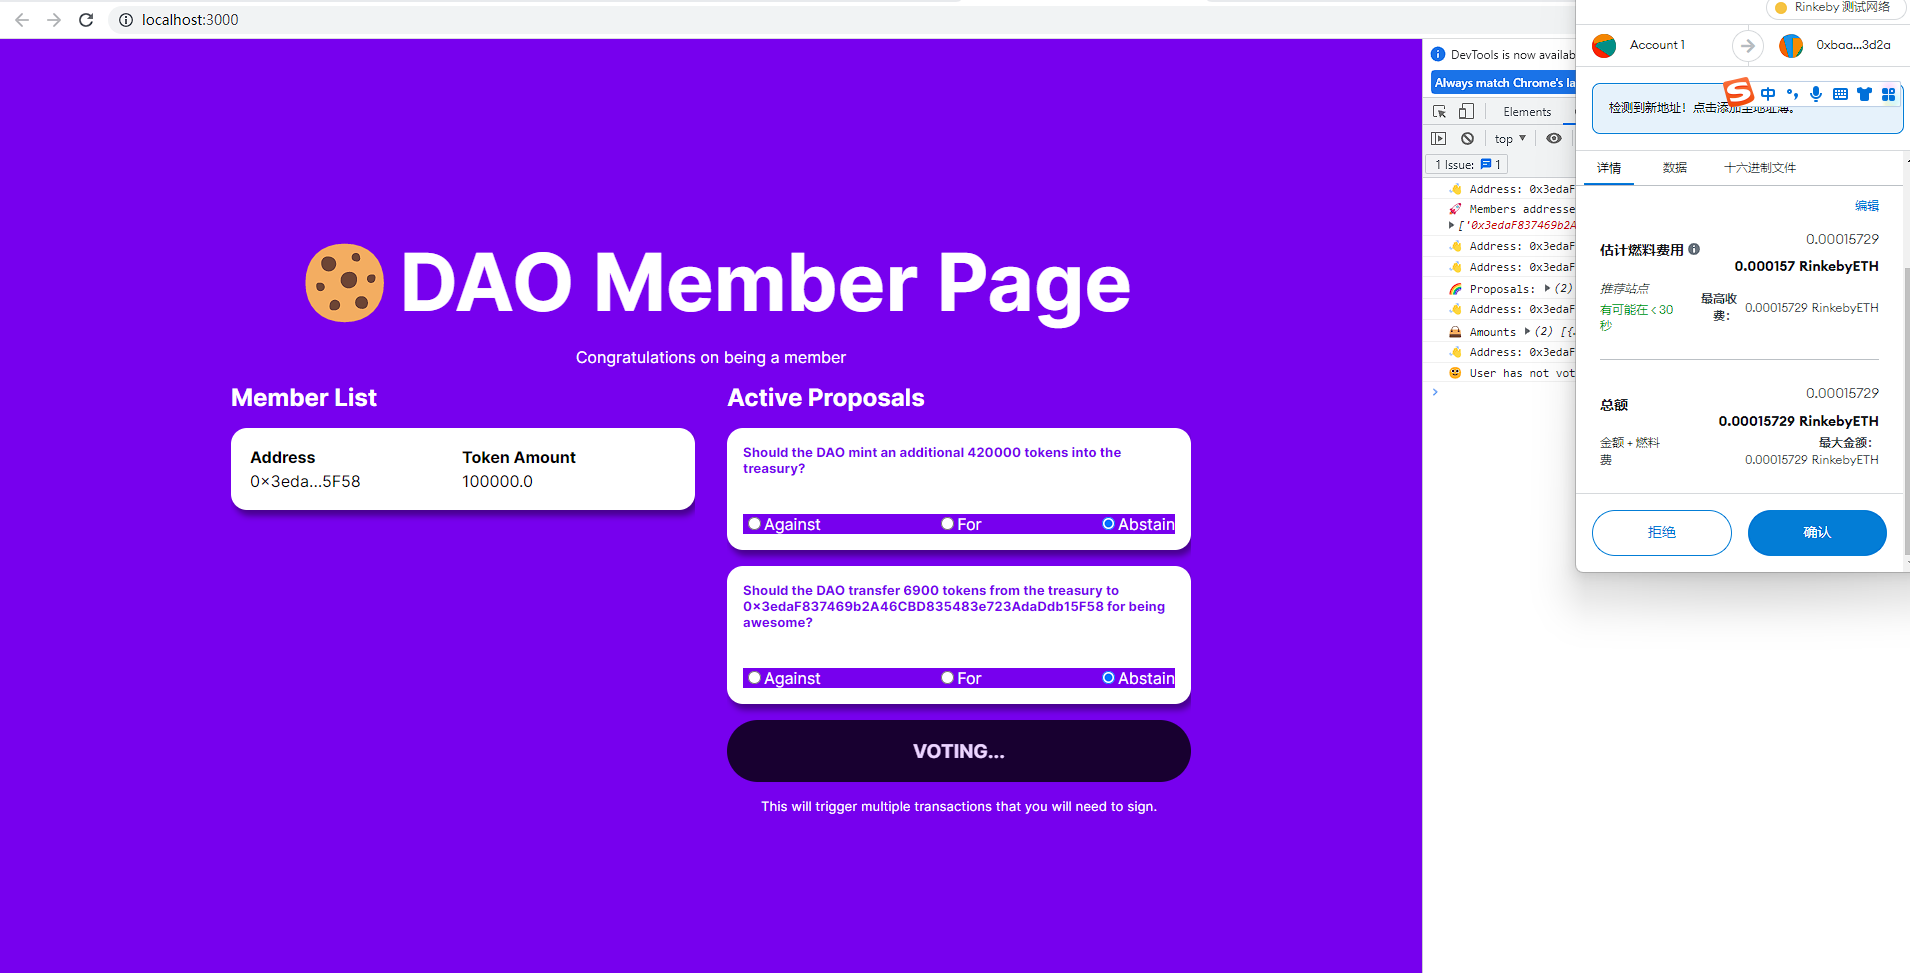 localhost:3000
DAO Member Page
Congratulations on being a member
Member List
Address
Token Amount
0×3eda...5F58
100000.0
Active Proposals
Should the DAO mint an additional 420000 tokens into the
treasury?
Against
For
Abstain
Should the DAO transfer 6900 tokens from the treasury to
0×3edaF837469b2A46CBD835483e723AdaDdb15F58 for being
awesome?
Against
For
Abstain
VOTING...
This will trigger multiple transactions that you will need to sign.
DevTools is now availab
Always match Chrome's la
Elements
top
1 Issue: 1
Address: 0x3edaF
Members addresse
['0x3edaF837469b2A
Address: 0x3edaF
Address: 0x3edaF
Proposals: (2)
Address: 0x3edaF
Amounts (2) [{…
Address: 0x3edaF
User has not vot
Rinkeby 测试网络
Account 1
0xbaa...3d2a
中
检测到新地址！点击添加至地址簿。
详情
数据
十六进制文件
编辑
估计燃料费用
0.00015729
0.000157 RinkebyETH
推荐站点
有可能在 < 30
秒
最高收
费：
0.00015729 RinkebyETH
总额
0.00015729
0.00015729 RinkebyETH
金额 + 燃料
费
最大金额：
0.00015729 RinkebyETH
拒绝
确认